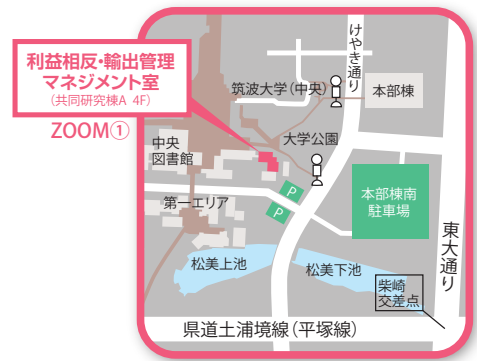 利益相反・輸出管理
マネジメント室
(共同研究棟A 4F)
ZOOM①
けやき通り
筑波大学(中央)
本部棟
大学公園
中央
図書館
P
P
第一エリア
本部棟南
駐車場
東大通り
松美上池
松美下池
柴崎
交差点
県道土浦境線(平塚線)